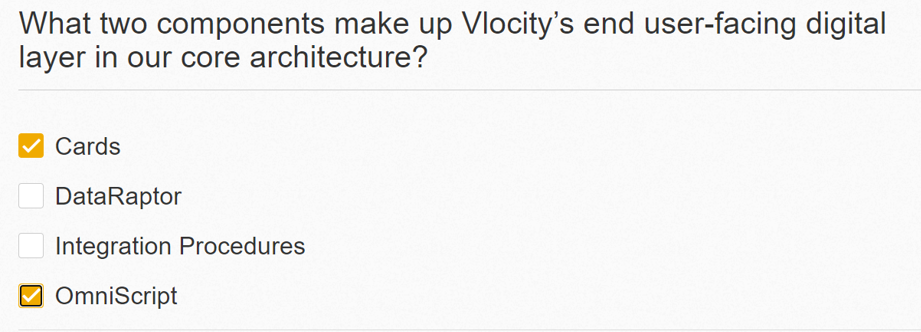 What two components make up Vlocity’s end user-facing digital
layer in our core architecture?
Cards
DataRaptor
Integration Procedures
OmniScript